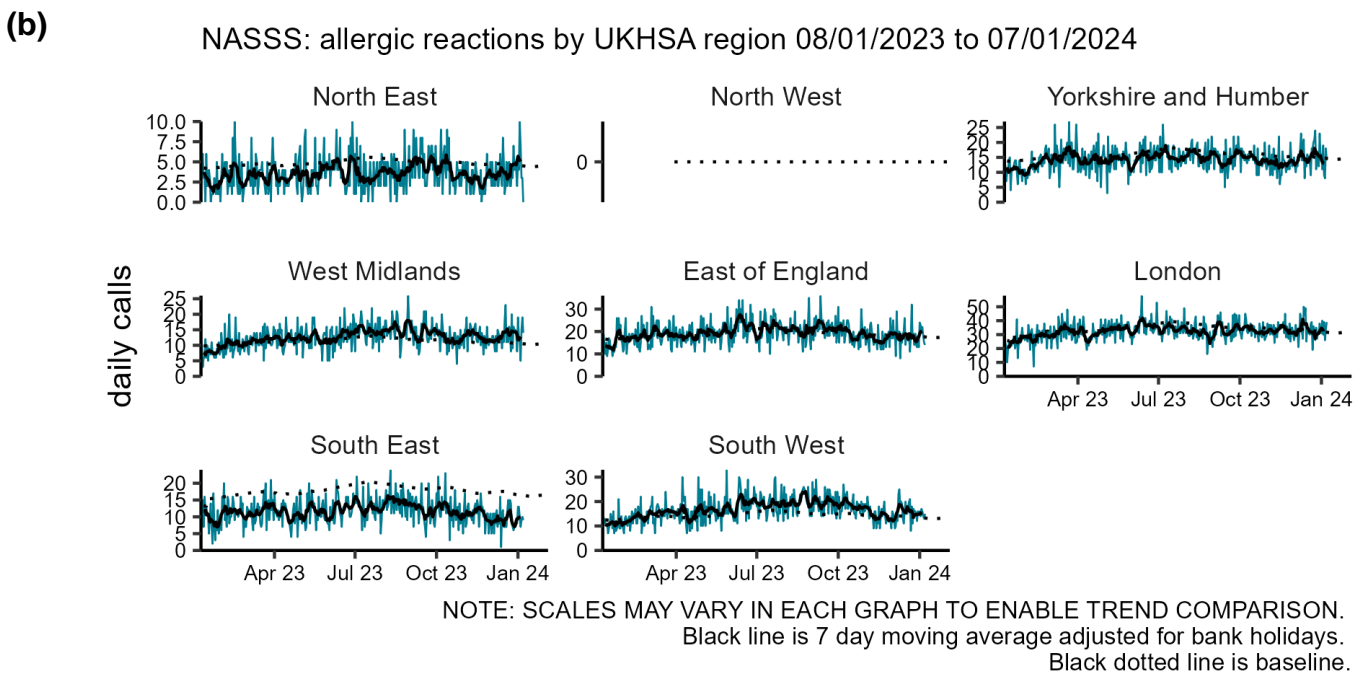 (b)
NASSS: allergic reactions by UKHSA region 08/01/2023 to 07/01/2024
daily calls
North East
10.0
7.5
5.0
2.5
0.0
North West
0
Yorkshire and Humber
25
20
15
10
5
0
West Midlands
25
20
15
10
5
0
East of England
30
20
10
0
London
50
40
30
20
10
0
Apr 23 Jul 23 Oct 23 Jan 24
South East
20
15
10
5
0
Apr 23 Jul 23 Oct 23 Jan 24
South West
30
20
10
0
Apr 23 Jul 23 Oct 23 Jan 24
NOTE: SCALES MAY VARY IN EACH GRAPH TO ENABLE TREND COMPARISON.
Black line is 7 day moving average adjusted for bank holidays.
Black dotted line is baseline.